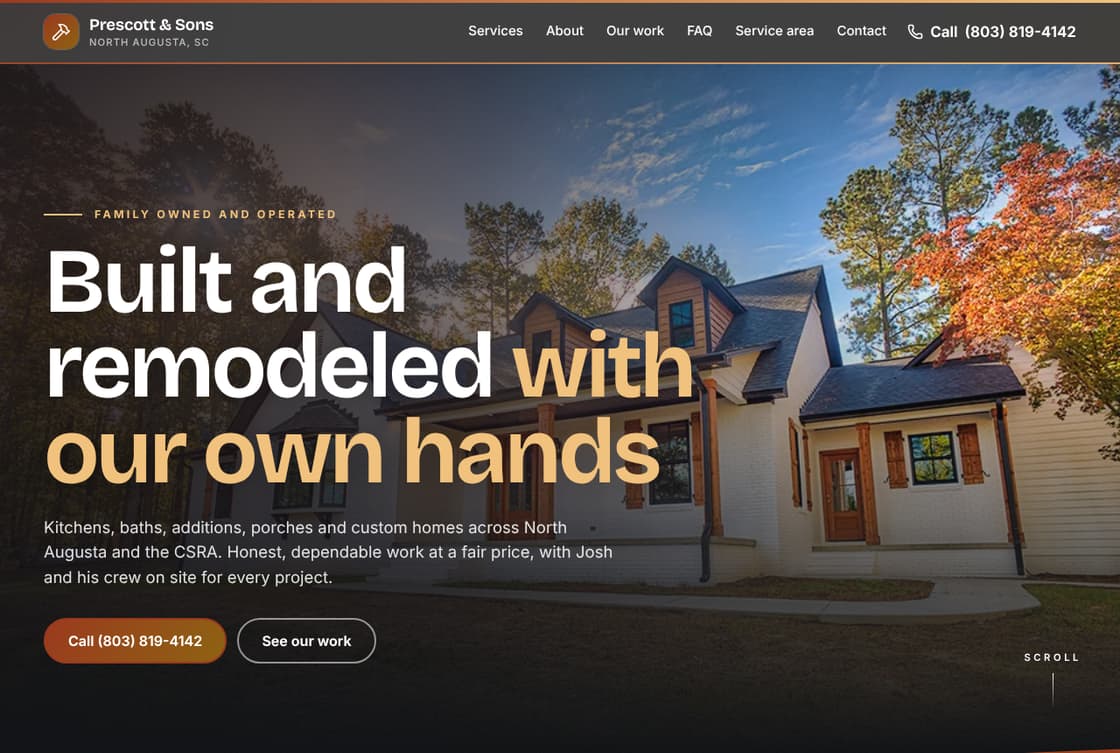 Prescott & Sons
NORTH AUGUSTA, SC
Services
About
Our work
FAQ
Service area
Contact
Call (803) 819-4142
FAMILY OWNED AND OPERATED
Built and
remodeled with
our own hands
Kitchens, baths, additions, porches and custom homes across North
Augusta and the CSRA. Honest, dependable work at a fair price, with Josh
and his crew on site for every project.
Call (803) 819-4142
See our work
SCROLL